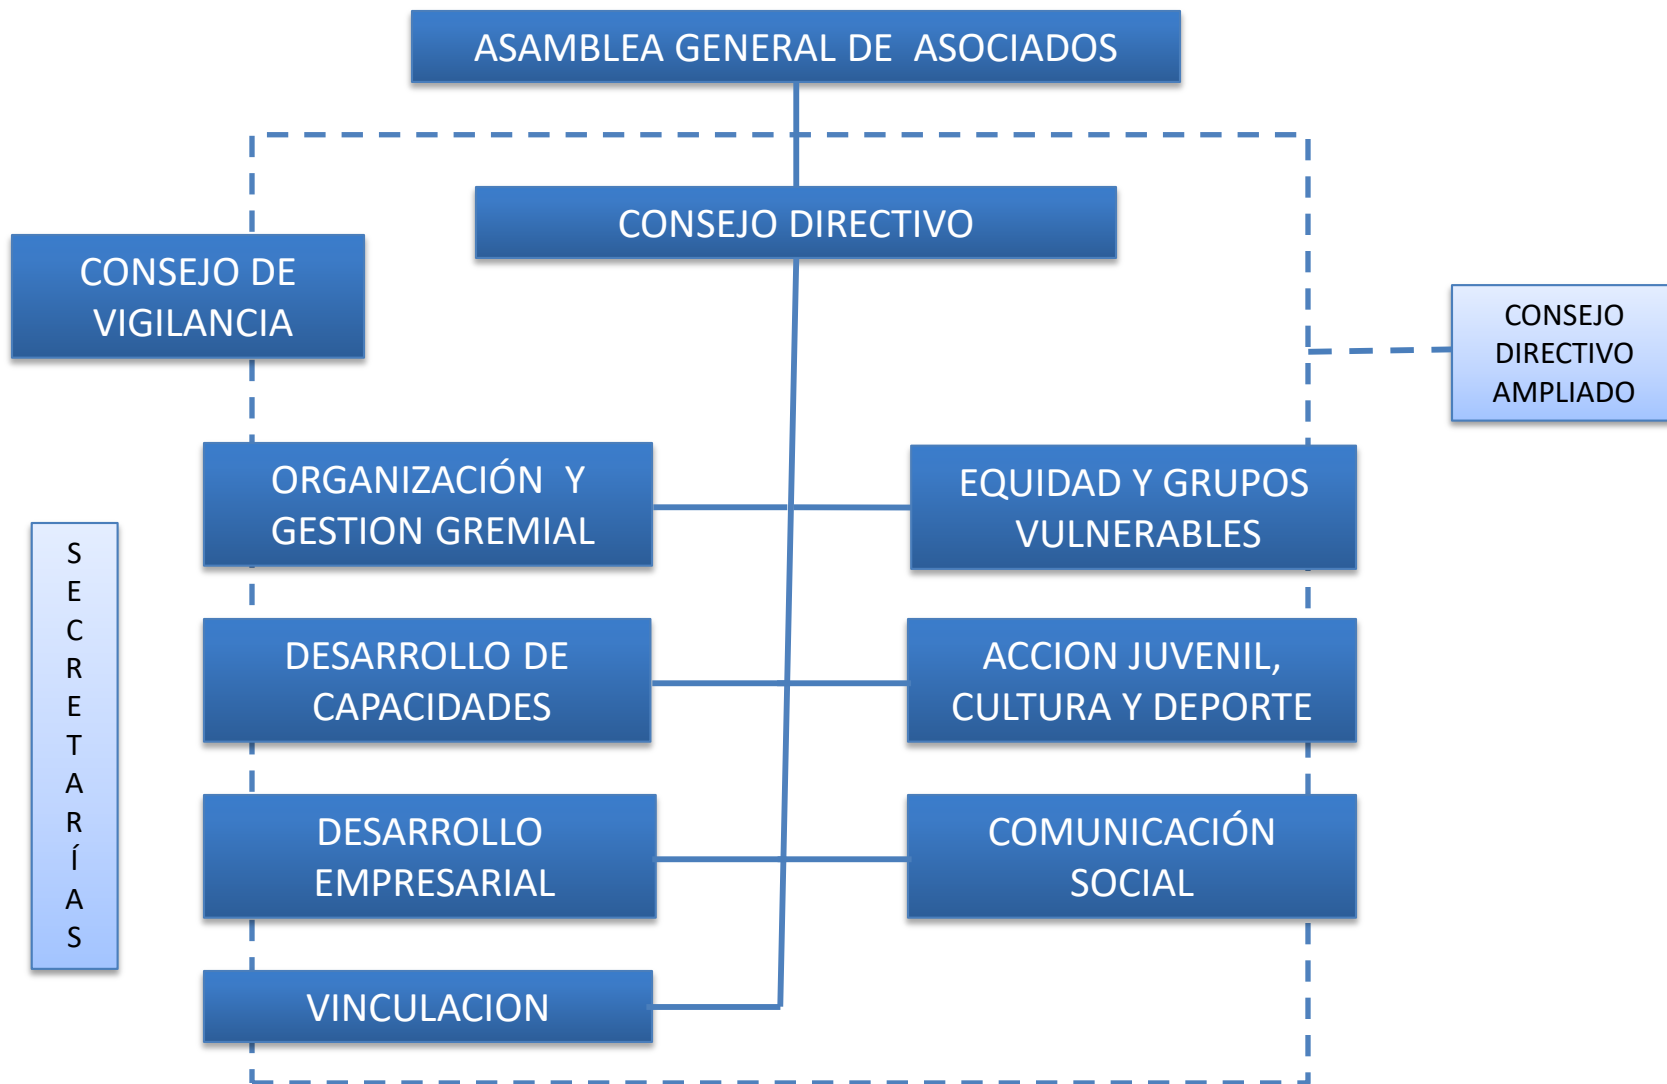 ASAMBLEA GENERAL DE  ASOCIADOS
CONSEJO DIRECTIVO
CONSEJO DE
VIGILANCIA
CONSEJO
DIRECTIVO
AMPLIADO
ORGANIZACIÓN  Y
GESTION GREMIAL
EQUIDAD Y GRUPOS
VULNERABLES
S
E
C
R
E
T
A
R
Í
A
S
DESARROLLO DE
CAPACIDADES
ACCION JUVENIL,
CULTURA Y DEPORTE
DESARROLLO
EMPRESARIAL
COMUNICACIÓN
SOCIAL
VINCULACION